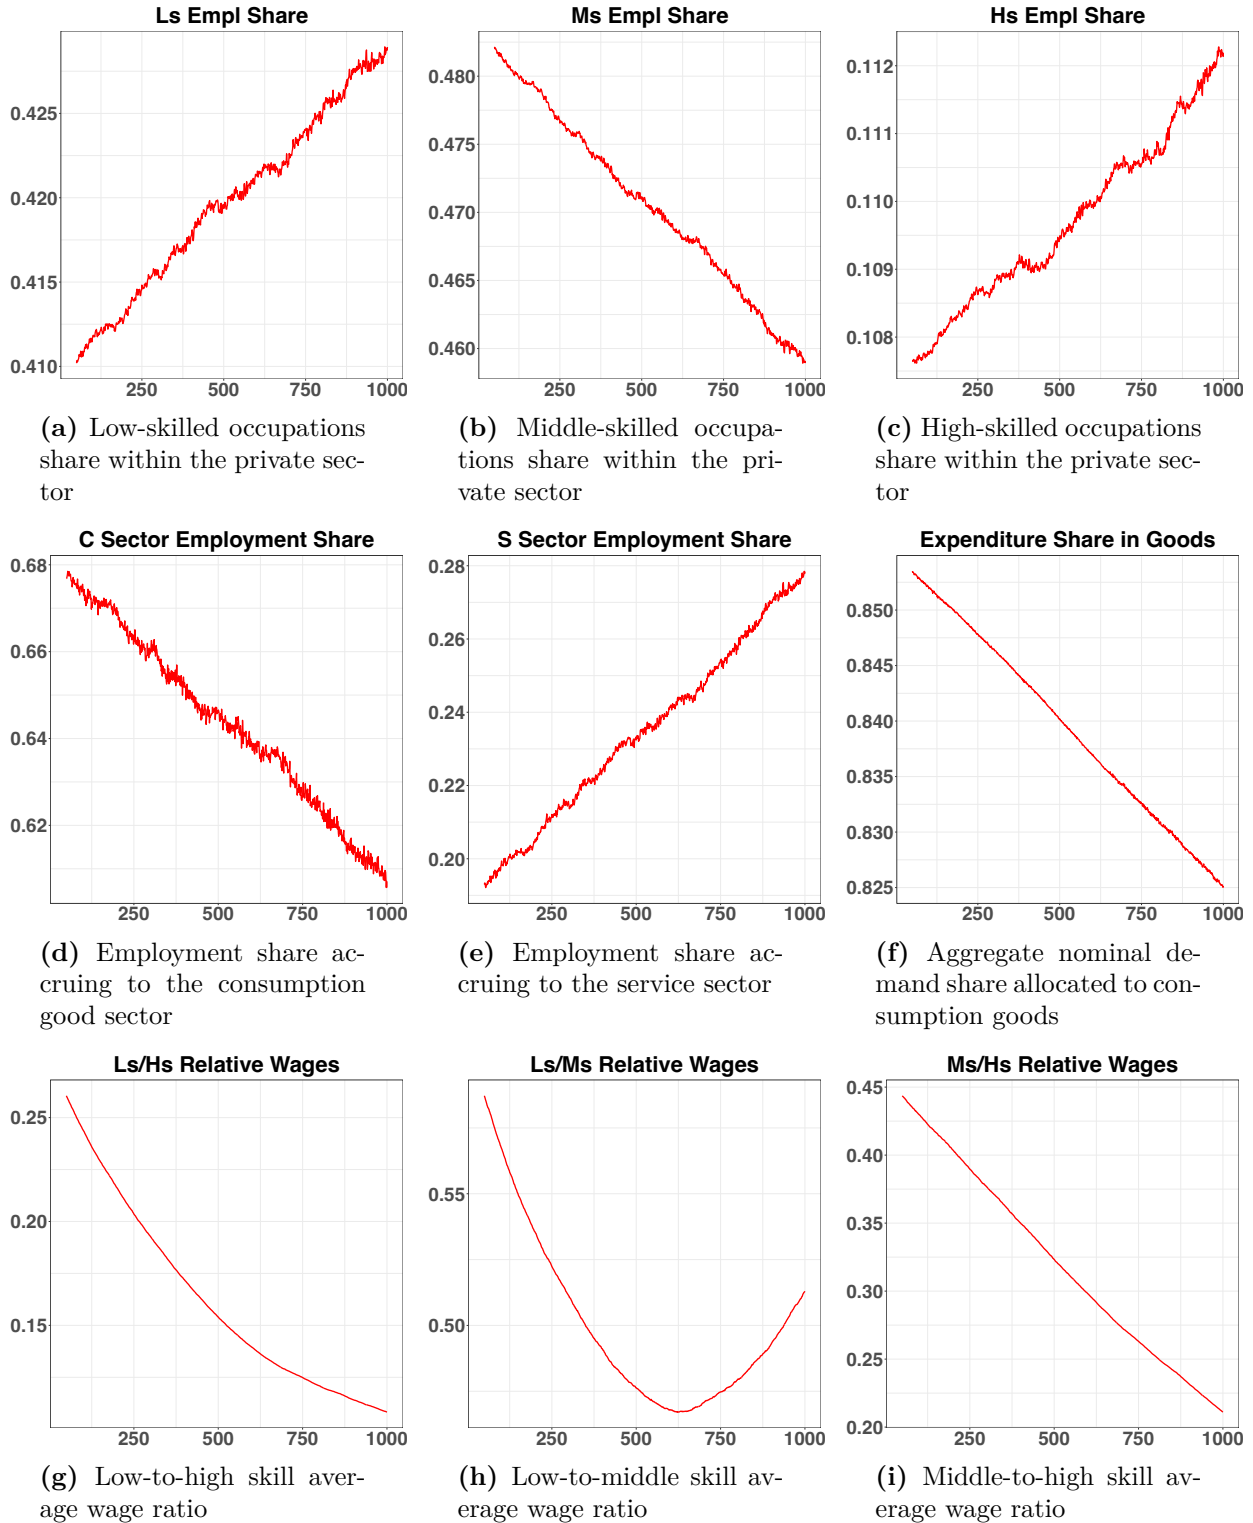 Ls Empl Share
Ms Empl Share
Hs Empl Share
0.425
0.420
0.415
0.410
250 500 750 1000
0.480
0.475
0.470
0.465
0.460
250 500 750 1000
0.112
0.111
0.110
0.109
0.108
250 500 750 1000
(a) Low-skilled occupations
share within the private sec-
tor
(b) Middle-skilled occupa-
tions share within the pri-
vate sector
(c) High-skilled occupations
share within the private sec-
tor
C Sector Employment Share
S Sector Employment Share
Expenditure Share in Goods
0.68
0.66
0.64
0.62
250 500 750 1000
0.28
0.26
0.24
0.22
0.20
250 500 750 1000
0.850
0.845
0.840
0.835
0.830
0.825
250 500 750 1000
(d) Employment share ac-
cruing to the consumption
good sector
(e) Employment share ac-
cruing to the service sector
(f) Aggregate nominal de-
mand share allocated to con-
sumption goods
Ls/Hs Relative Wages
Ls/Ms Relative Wages
Ms/Hs Relative Wages
0.25
0.20
0.15
250 500 750 1000
0.55
0.50
250 500 750 1000
0.45
0.40
0.35
0.30
0.25
0.20
250 500 750 1000
(g) Low-to-high skill aver-
age wage ratio
(h) Low-to-middle skill av-
erage wage ratio
(i) Middle-to-high skill av-
erage wage ratio